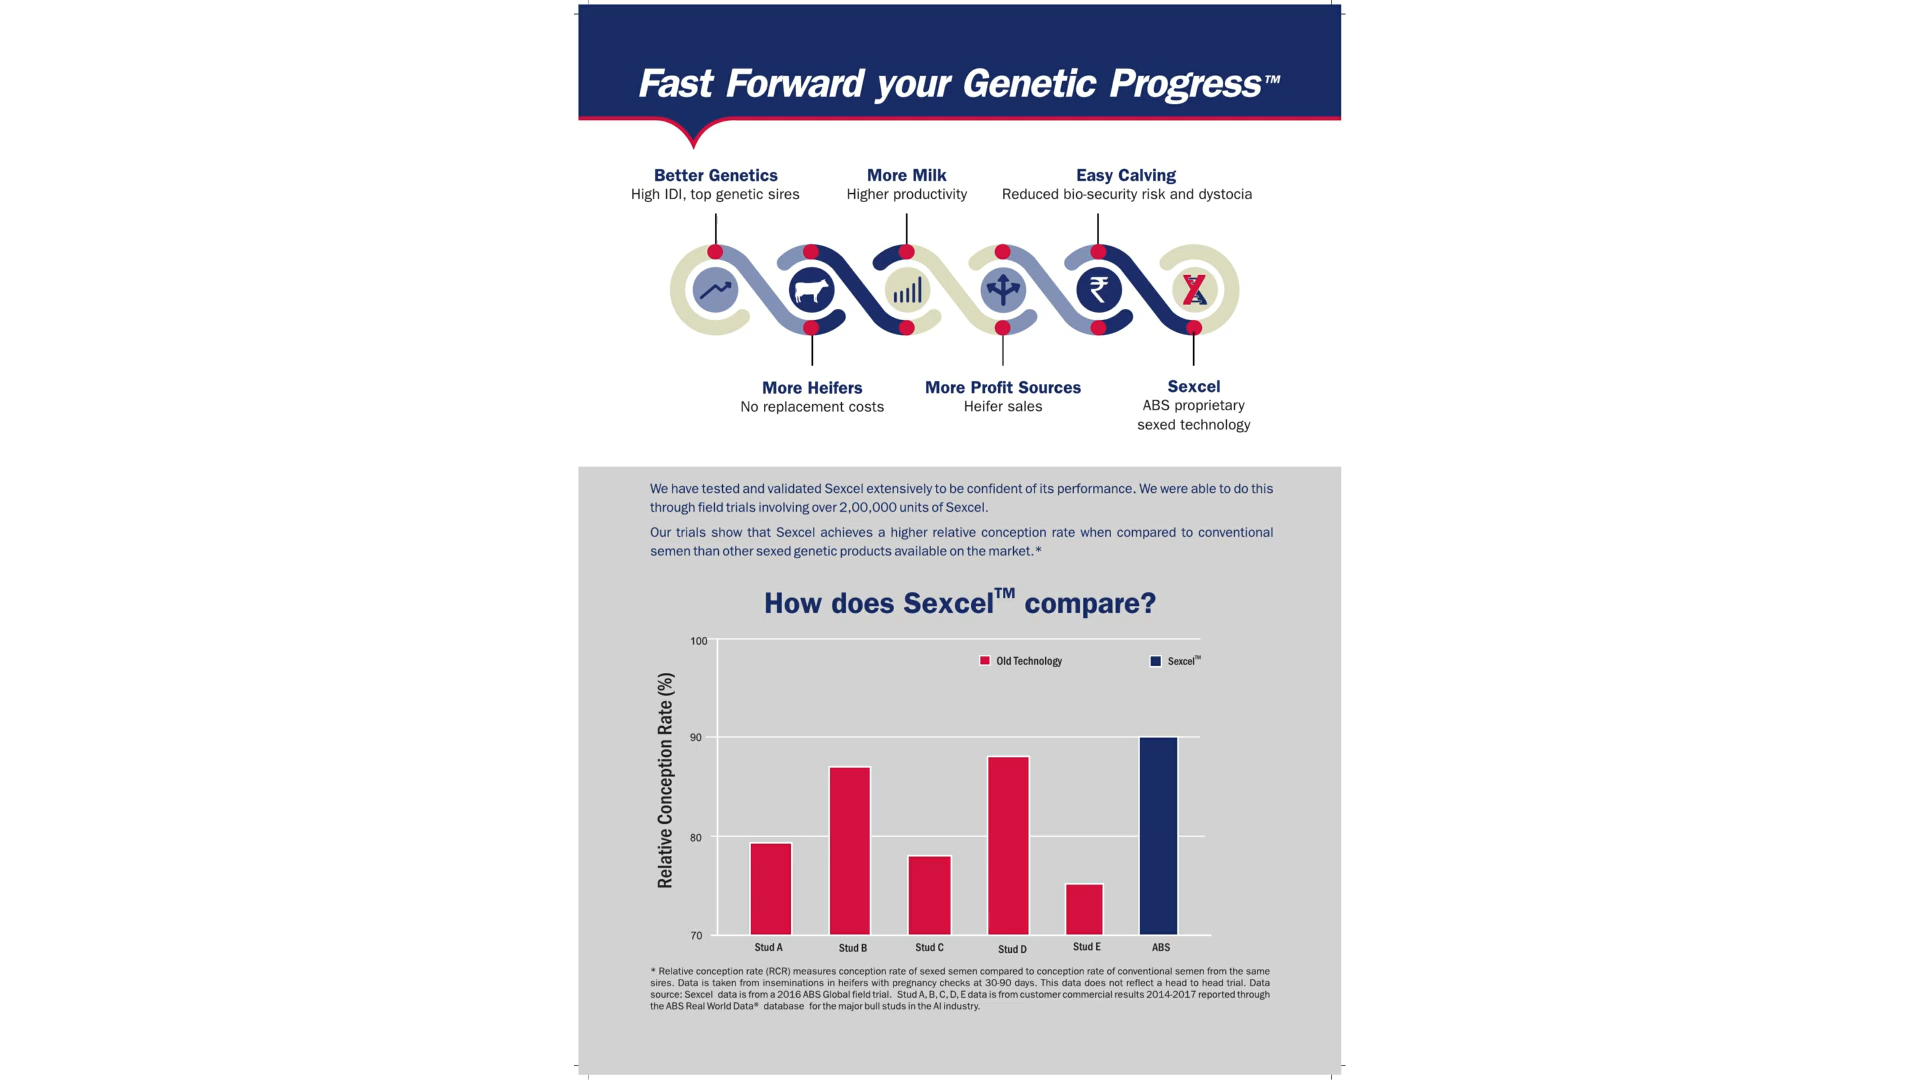 Fast Forward your Genetic Progress™
Better Genetics
High IDI, top genetic sires
More Milk
Higher productivity
Easy Calving
Reduced bio-security risk and dystocia
₹
More Heifers
No replacement costs
More Profit Sources
Heifer sales
Sexcel
ABS proprietary
sexed technology
We have tested and validated Sexcel extensively to be confident of its performance. We were able to do this
through field trials involving over 2,00,000 units of Sexcel.
Our trials show that Sexcel achieves a higher relative conception rate when compared to conventional
semen than other sexed genetic products available on the market.*
How does Sexcel™ compare?
Relative Conception Rate (%)
100
90
80
70
Old Technology
Sexcel™
Stud A
Stud B
Stud C
Stud D
Stud E
ABS
* Relative conception rate (RCR) measures conception rate of sexed semen compared to conception rate of conventional semen from the same
sires. Data is taken from inseminations in heifers with pregnancy checks at 30-90 days. This data does not reflect a head to head trial. Data
source: Sexcel data is from a 2016 ABS Global field trial. Stud A, B, C, D, E data is from customer commercial results 2014-2017 reported through
the ABS Real World Data® database for the major bull studs in the AI industry.